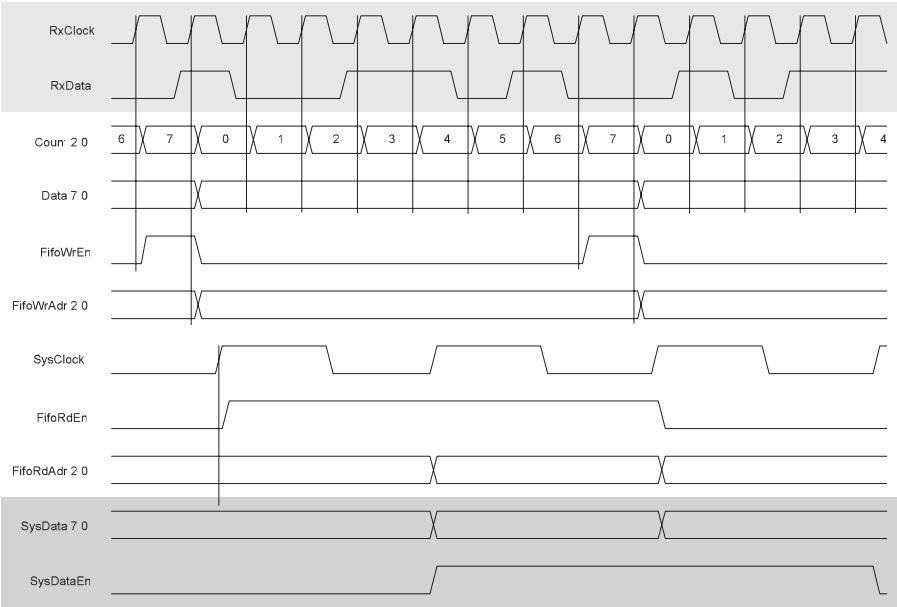 RxClock
RxData
Count 2 0 6 7 0 1 2 3 4 5 6 7 0 1 2 3 4
Data 7 0
FifoWrEn
FifoWrAdr 2 0
SysClock
FifoRdEn
FifoRdAdr 2 0
SysData 7 0
SysDataEn